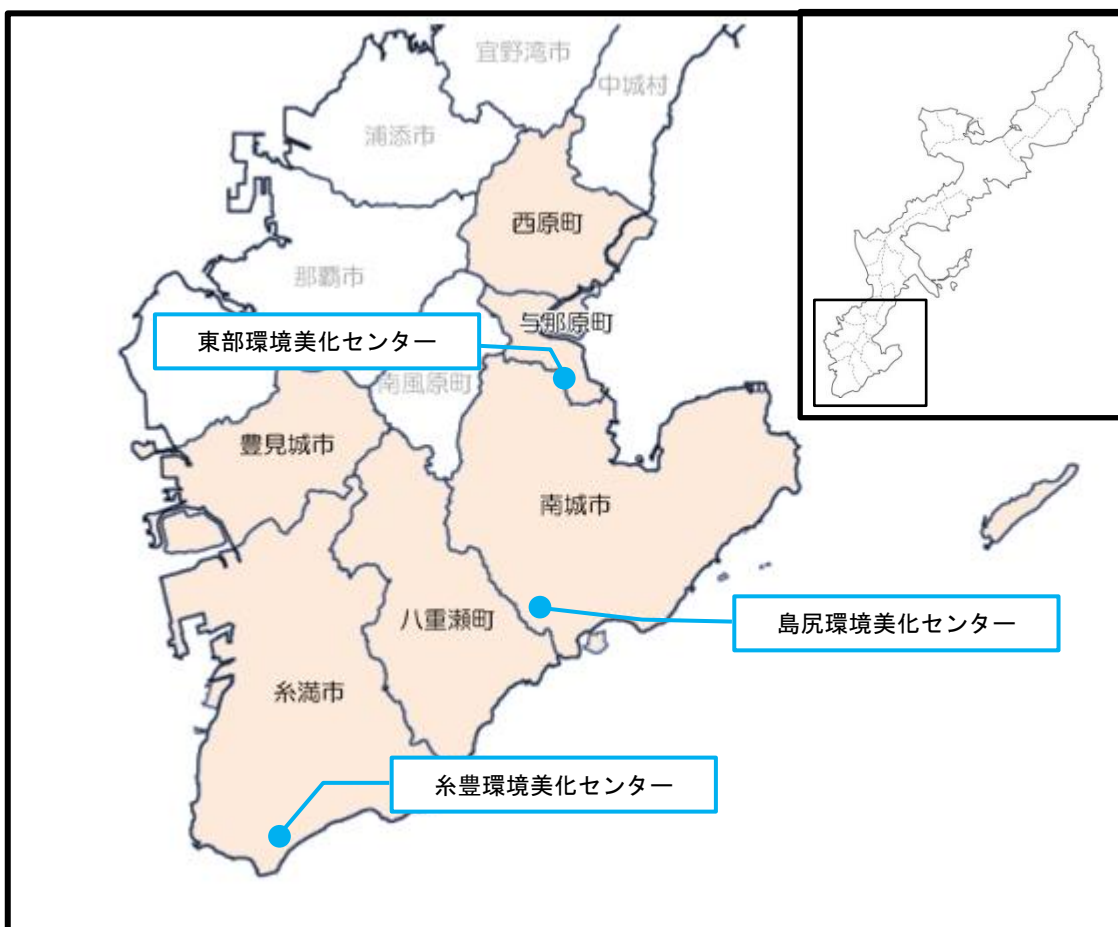 宜野湾市
中城村
浦添市
西原町
那覇市
与那原町
東部環境美化センター
南風原町
豊見城市
南城市
八重瀬町
島尻環境美化センター
糸満市
糸豊環境美化センター